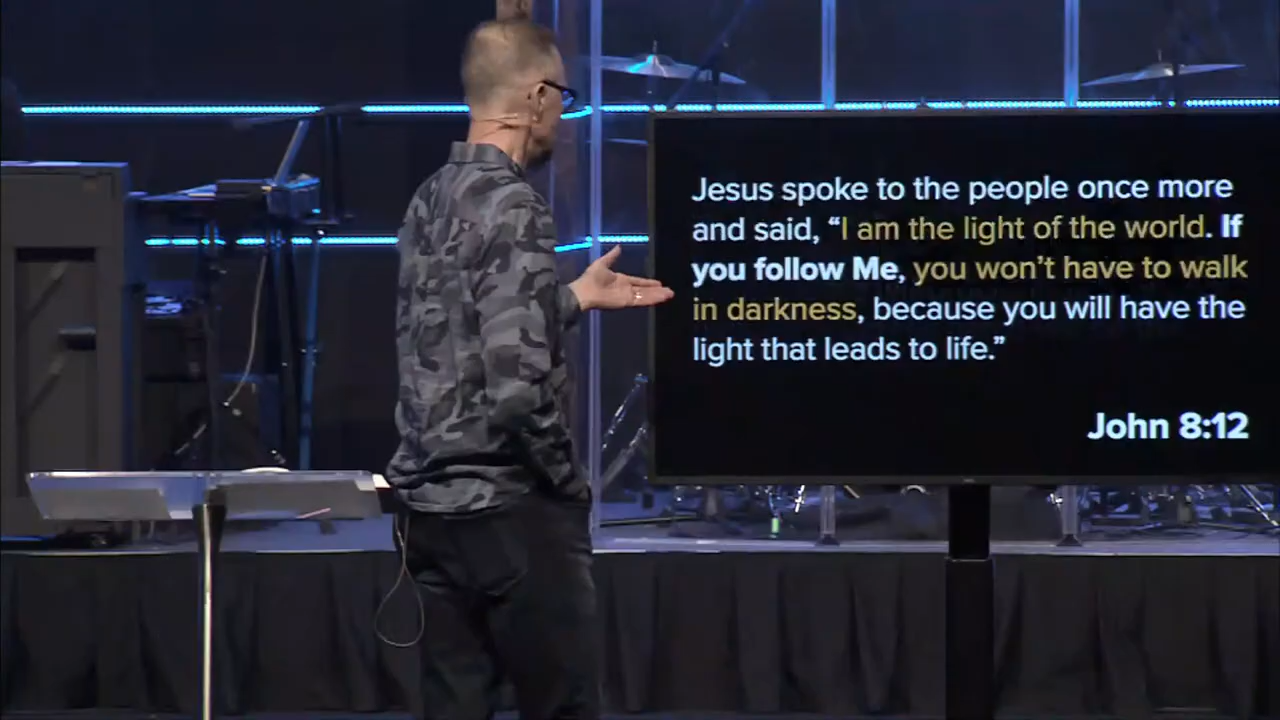 Jesus spoke to the people once more
and said, “I am the light of the world. If
you follow Me, you won’t have to walk
in darkness, because you will have the
light that leads to life.”
John 8:12